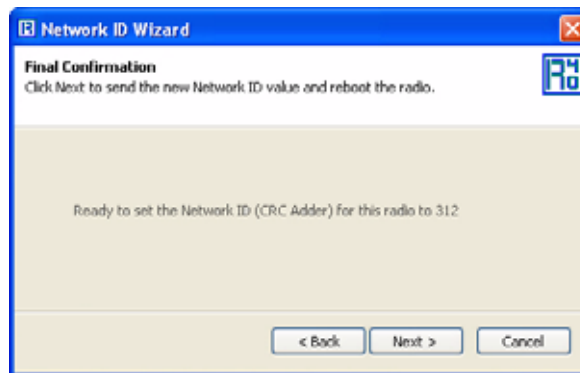 Network ID Wizard
Final Confirmation
Click Next to send the new Network ID value and reboot the radio.
Ready to set the Network ID (CRC Adder) for this radio to 312
< Back
Next >
Cancel